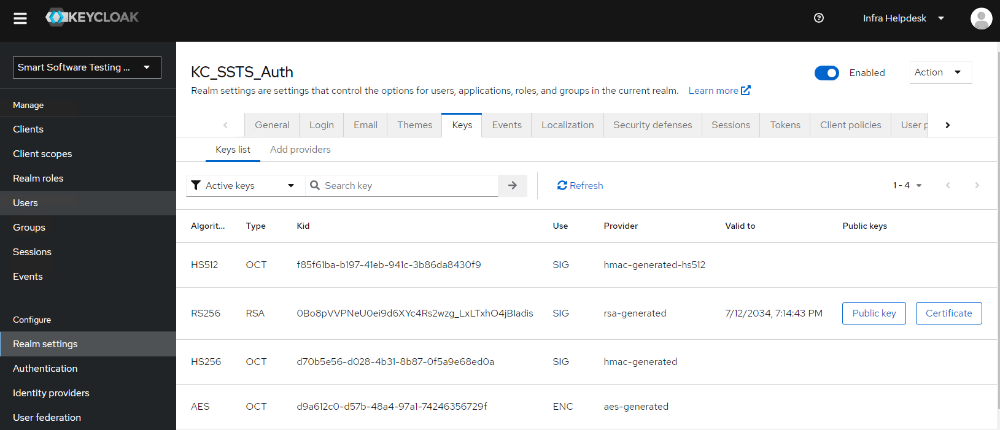 KEYCLOAK
Infra Helpdesk
Smart Software Testing ...
Manage
Clients
Client scopes
Realm roles
Users
Groups
Sessions
Events
Configure
Realm settings
Authentication
Identity providers
User federation
KC_SSTS_Auth
Enabled
Action
Realm settings are settings that control the options for users, applications, roles, and groups in the current realm. Learn more
General Login Email Themes Keys Events Localization Security defenses Sessions Tokens Client policies User p
Keys list Add providers
Active keys Search key Refresh 1 - 4
Algorit... Type Kid Use Provider Valid to Public keys
HS512 OCT f85f61ba-b197-41eb-941c-3b86da8430f9 SIG hmac-generated-hs512
RS256 RSA 0Bo8pVVPNeU0ei9d6XYc4Rs2wzg_LxLTxhO4jBIadis SIG rsa-generated 7/12/2034, 7:14:43 PM Public key Certificate
HS256 OCT d70b5e56-d028-4b31-8b87-0f5a9e68ed0a SIG hmac-generated
AES OCT d9a612c0-d57b-48a4-97a1-74246356729f ENC aes-generated